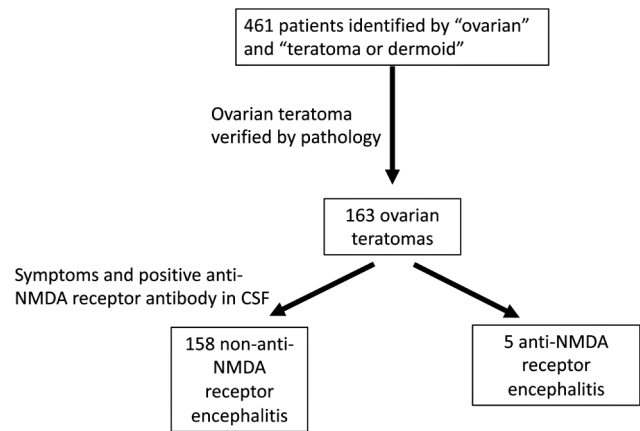 461 patients identified by “ovarian”
and “teratoma or dermoid”
Ovarian teratoma
verified by pathology
163 ovarian
teratomas
Symptoms and positive anti-
NMDA receptor antibody in CSF
158 non-anti-
NMDA
receptor
encephalitis
5 anti-NMDA
receptor
encephalitis